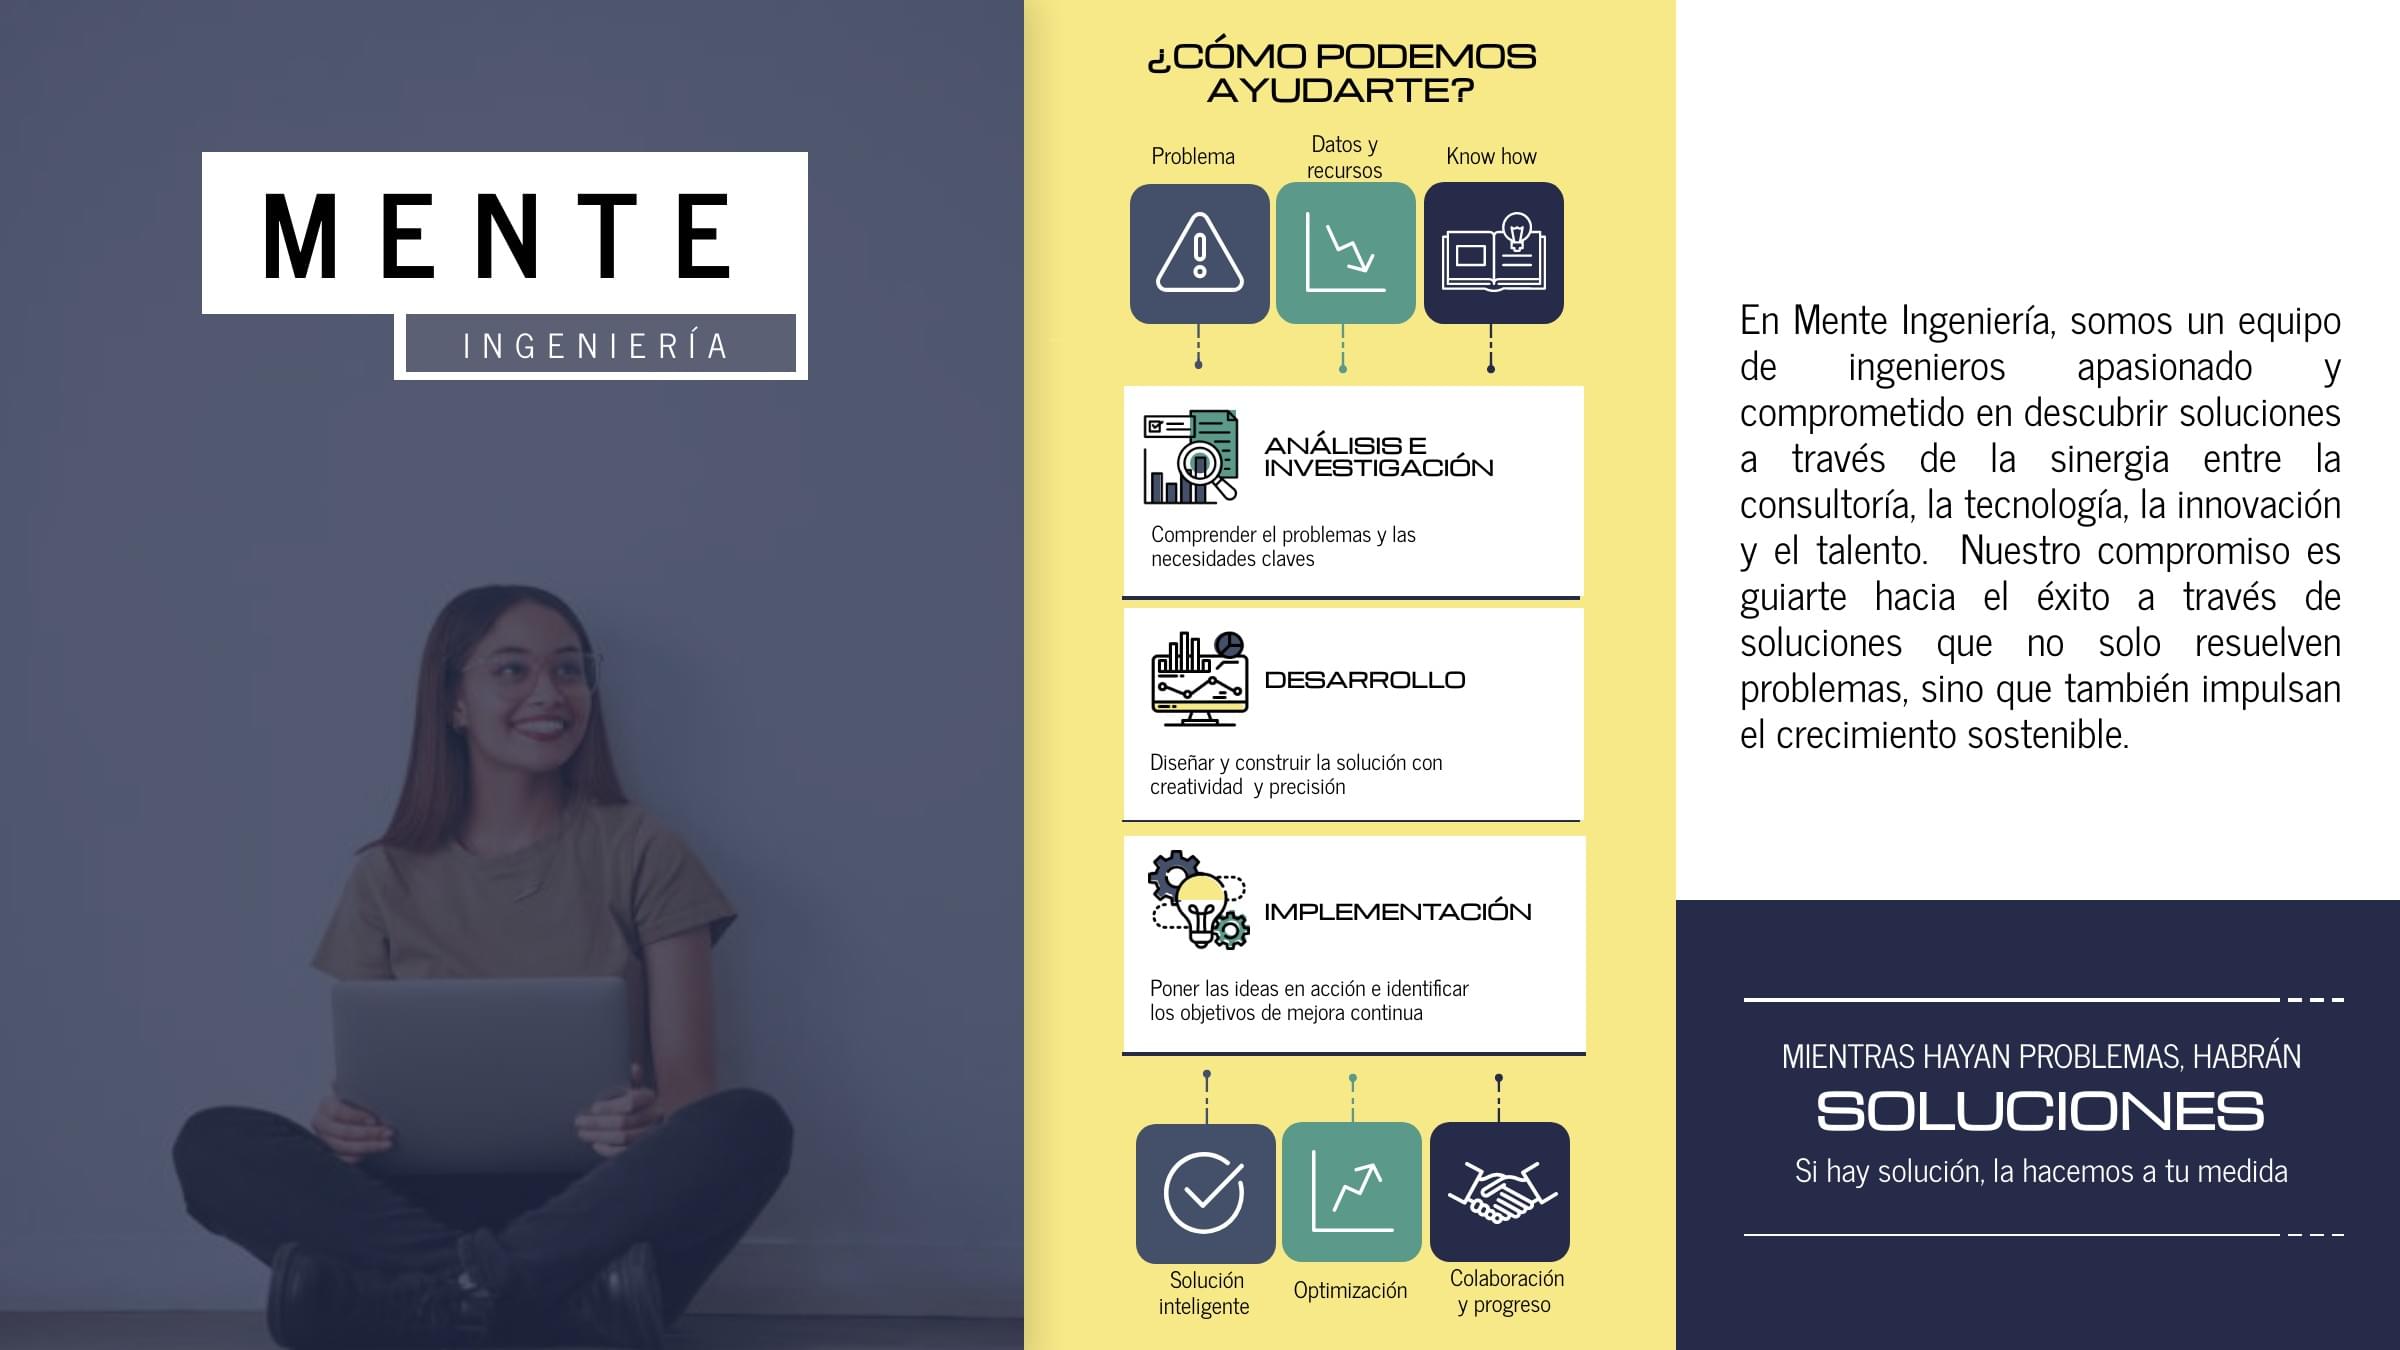 MENTE
INGENIERÍA
¿CÓMO PODEMOS
AYUDARTE?
Problema
Datos y
recursos
Know how
ANÁLISIS E
INVESTIGACIÓN
Comprender el problemas y las
necesidades claves
DESARROLLO
Diseñar y construir la solución con
creatividad y precisión
IMPLEMENTACIÓN
Poner las ideas en acción e identificar
los objetivos de mejora continua
Solución
inteligente
Optimización
Colaboración
y progreso
En Mente Ingeniería, somos un equipo
de ingenieros apasionado y
comprometido en descubrir soluciones
a través de la sinergia entre la
consultoría, la tecnología, la innovación
y el talento. Nuestro compromiso es
guiarte hacia el éxito a través de
soluciones que no solo resuelven
problemas, sino que también impulsan
el crecimiento sostenible.
MIENTRAS HAYAN PROBLEMAS, HABRÁN
SOLUCIONES
Si hay solución, la hacemos a tu medida